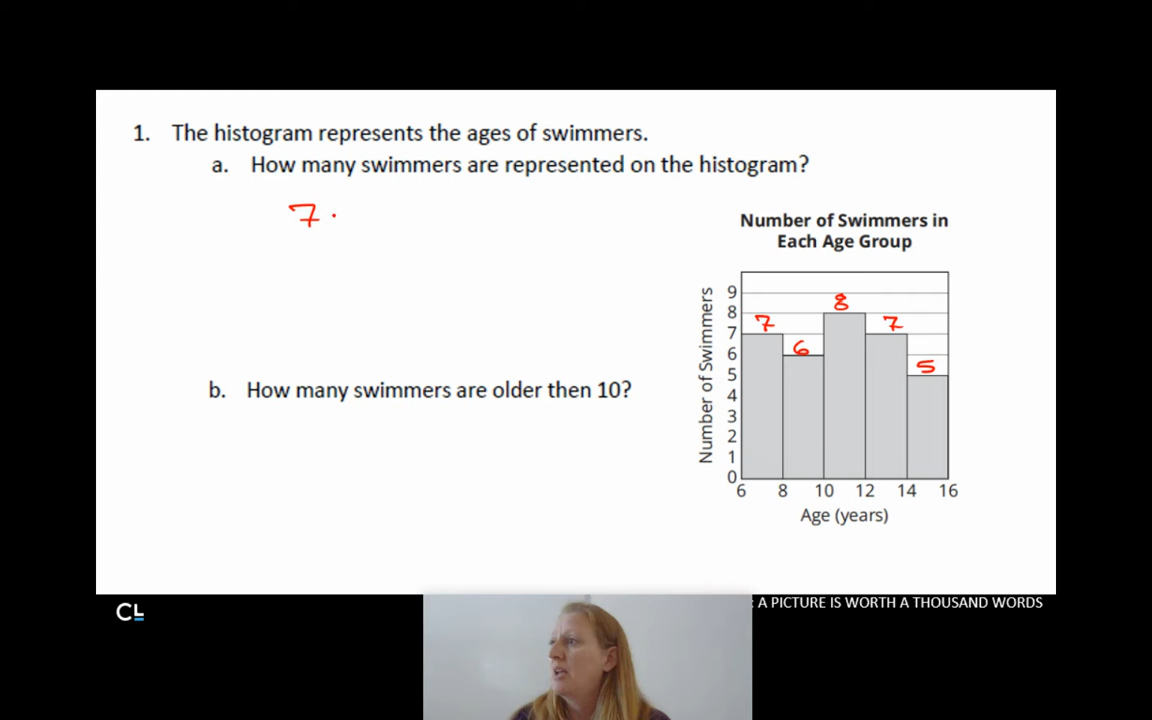 1. The histogram represents the ages of swimmers.
a. How many swimmers are represented on the histogram?
7 ·
Number of Swimmers in
Each Age Group
Number of Swimmers
9
8
7
6
5
4
3
2
1
0
7
6
8
7
5
6 8 10 12 14 16
Age (years)
b. How many swimmers are older then 10?
CL
: A PICTURE IS WORTH A THOUSAND WORDS